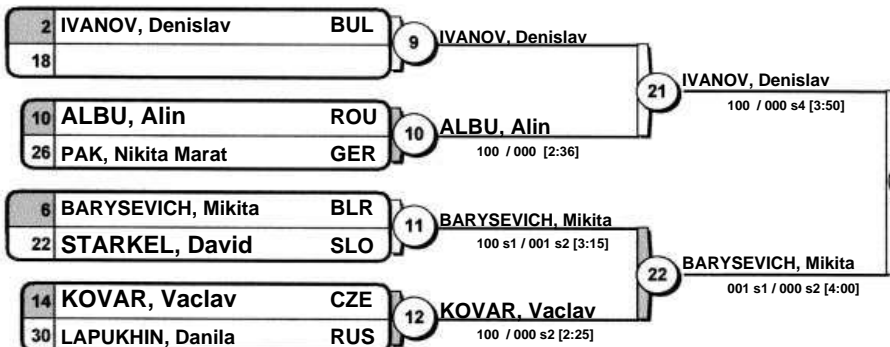 2 IVANOV, Denislav BUL
18
10 ALBU, Alin ROU
26 PAK, Nikita Marat GER
6 BARYSEVICH, Mikita BLR
22 STARKEL, David SLO
14 KOVAR, Vaclav CZE
30 LAPUKHIN, Danila RUS
9 IVANOV, Denislav
10 ALBU, Alin
100 / 000 [2:36]
11 BARYSEVICH, Mikita
100 s1 / 001 s2 [3:15]
12 KOVAR, Vaclav
100 / 000 s2 [2:25]
21 IVANOV, Denislav
100 / 000 s4 [3:50]
22 BARYSEVICH, Mikita
001 s1 / 000 s2 [4:00]